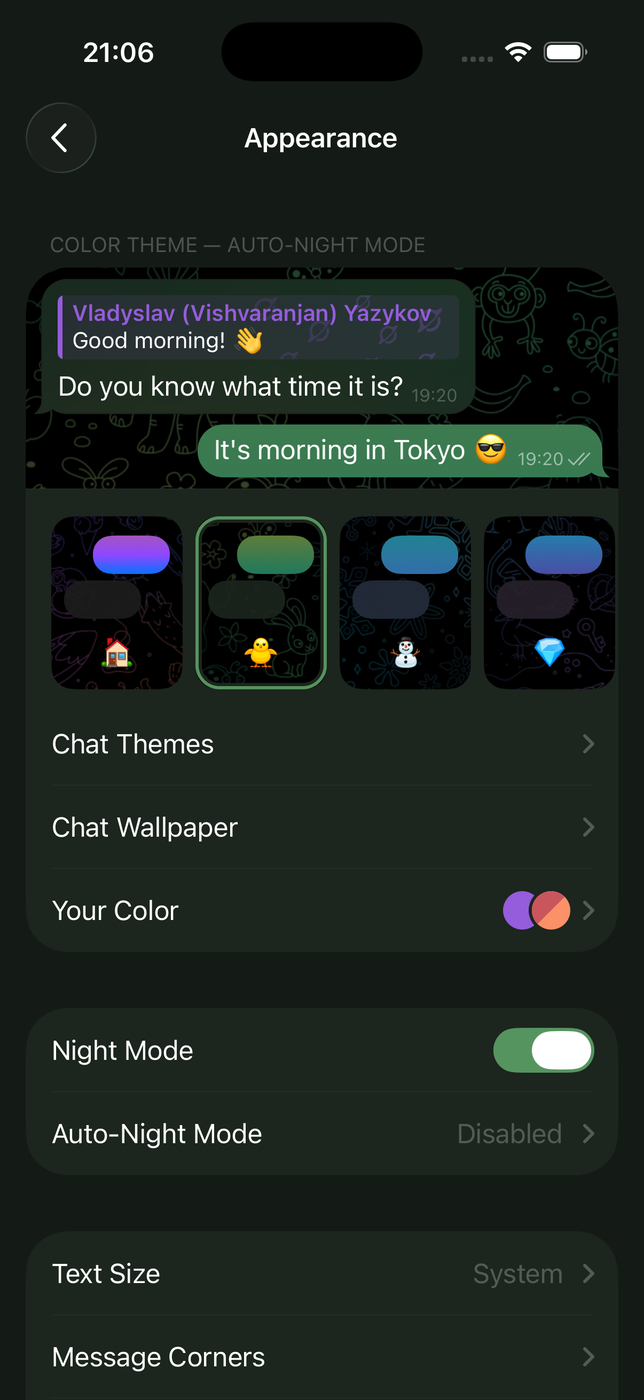 21:06
Appearance
COLOR THEME — AUTO-NIGHT MODE
Vladyslav (Vishvaranjan) Yazykov
Good morning! 👋
Do you know what time it is? 19:20
It's morning in Tokyo 😎 19:20
Chat Themes
Chat Wallpaper
Your Color
Night Mode
Auto-Night Mode Disabled
Text Size System
Message Corners